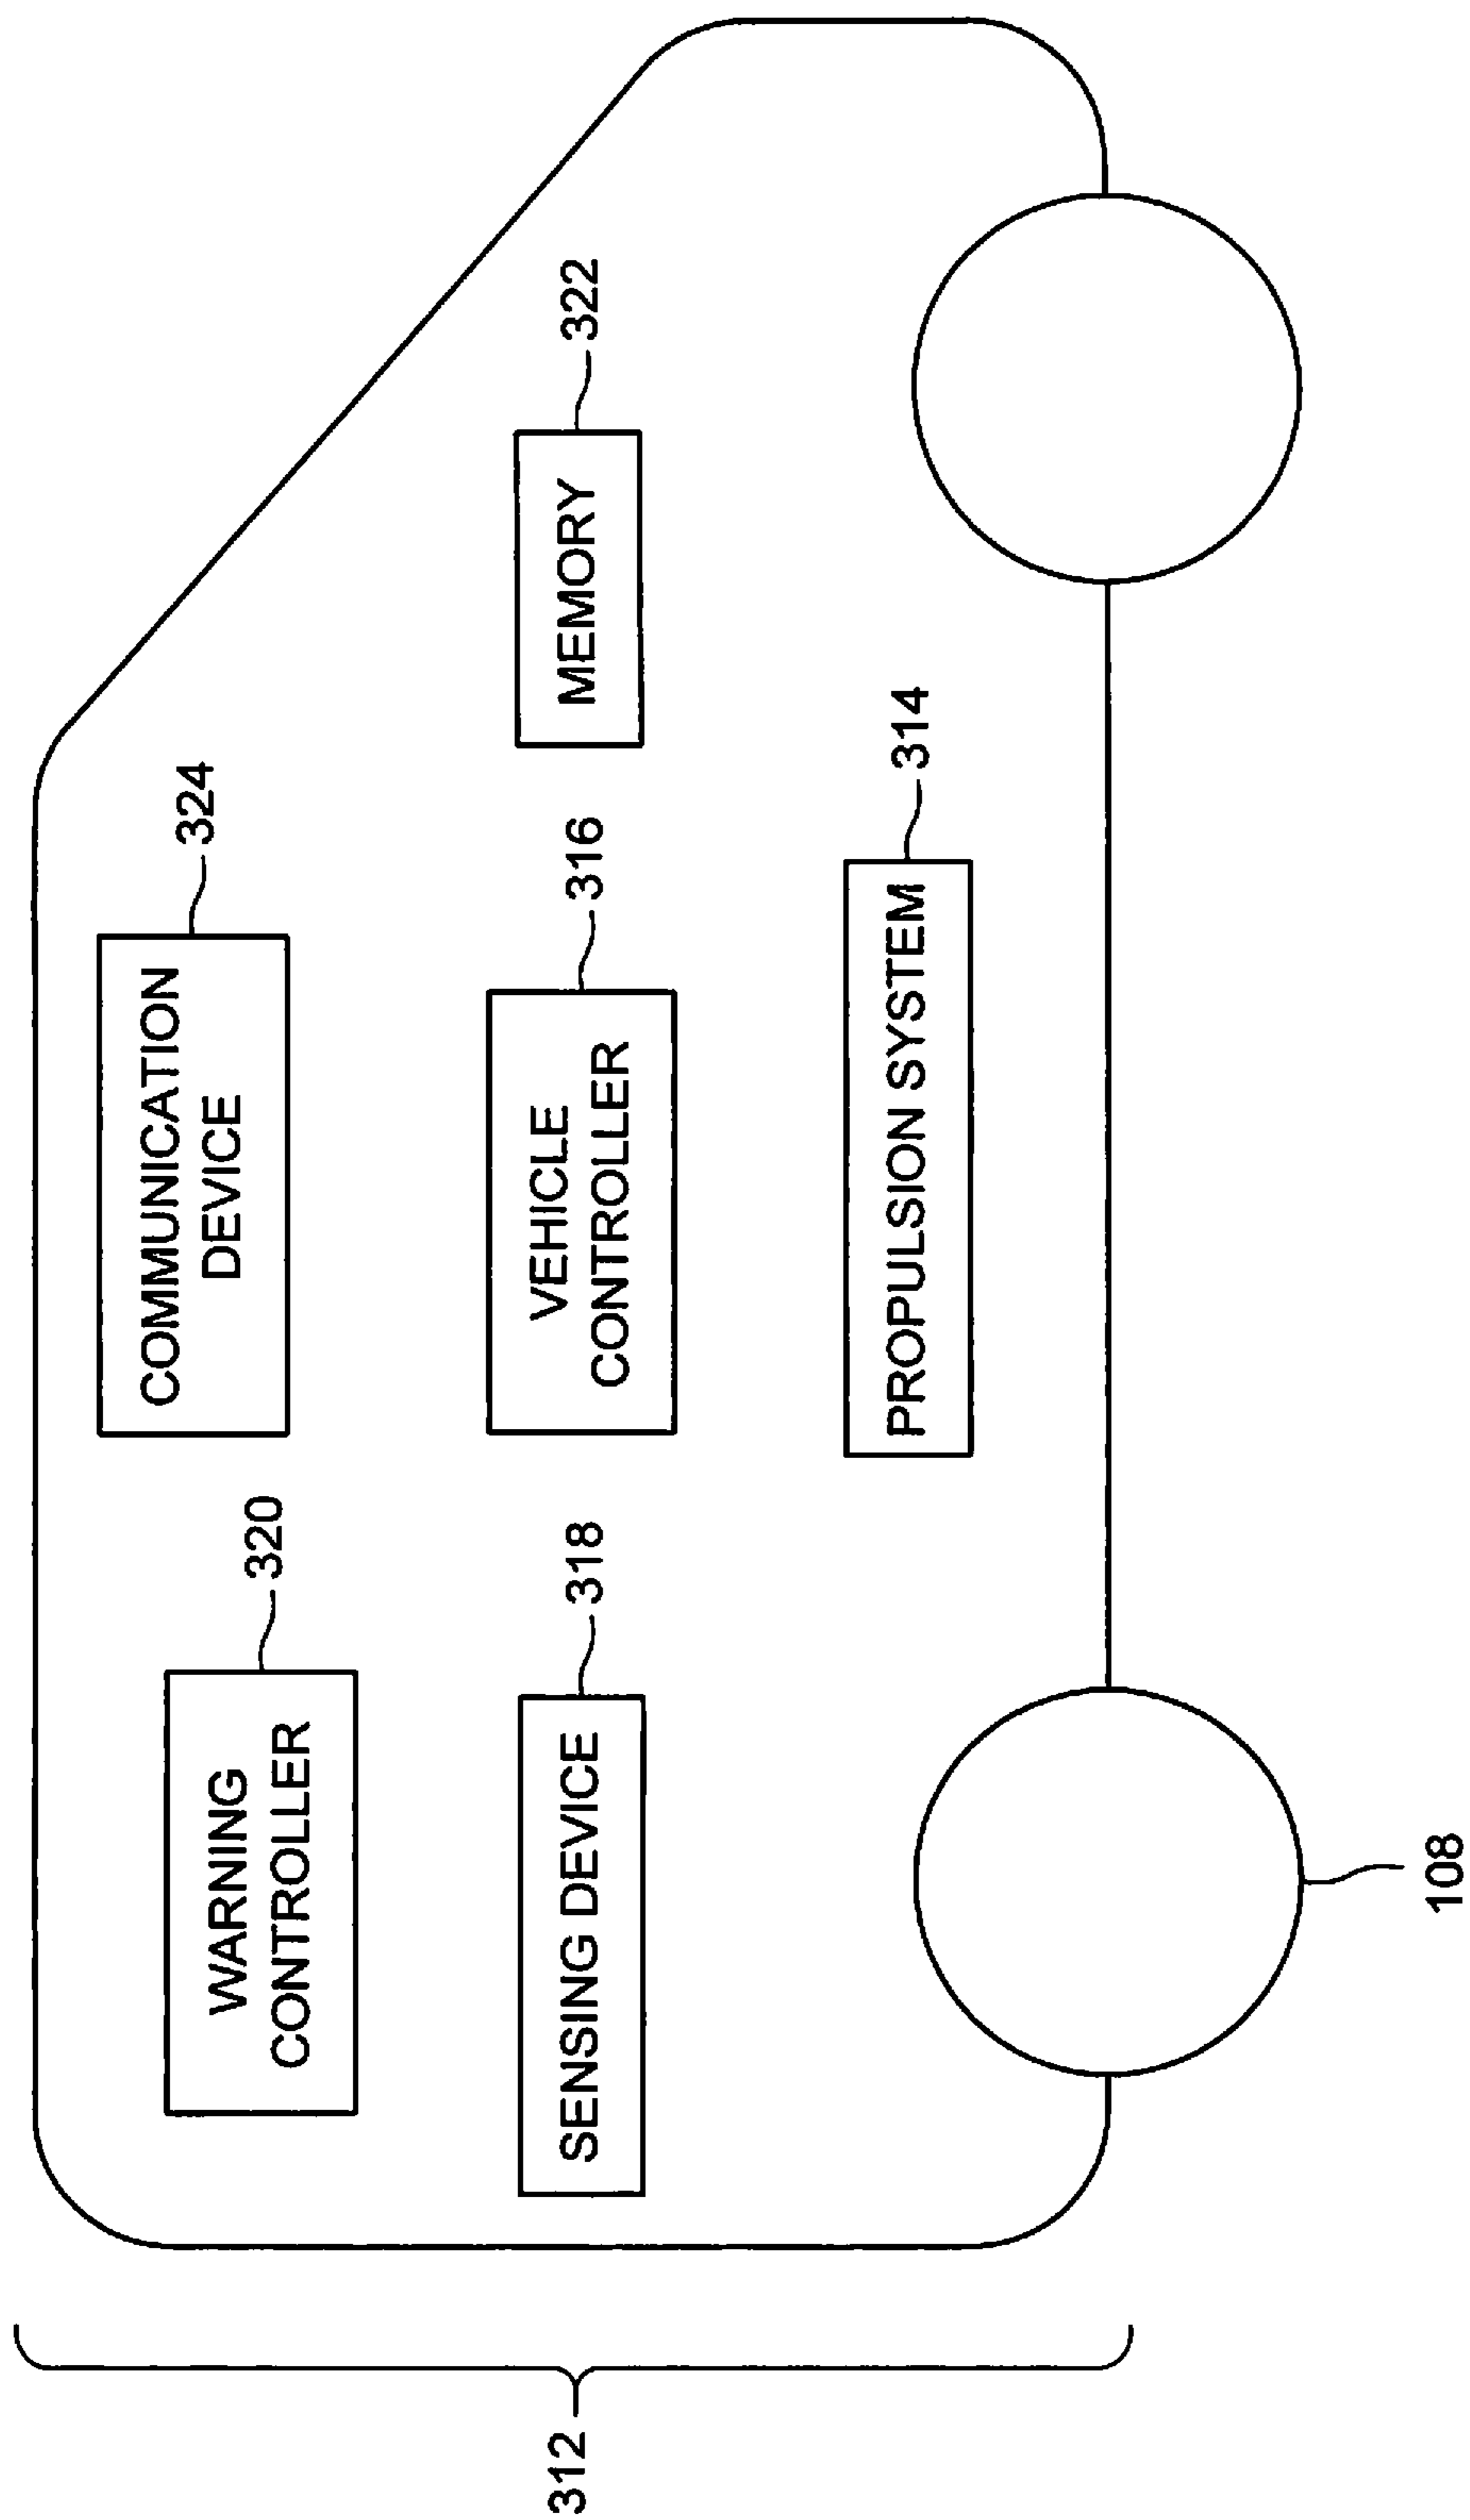 324
COMMUNICATION
DEVICE
320
WARNING
CONTROLLER
322
MEMORY
316
VEHICLE
CONTROLLER
318
SENSING DEVICE
312
314
PROPULSION SYSTEM
108